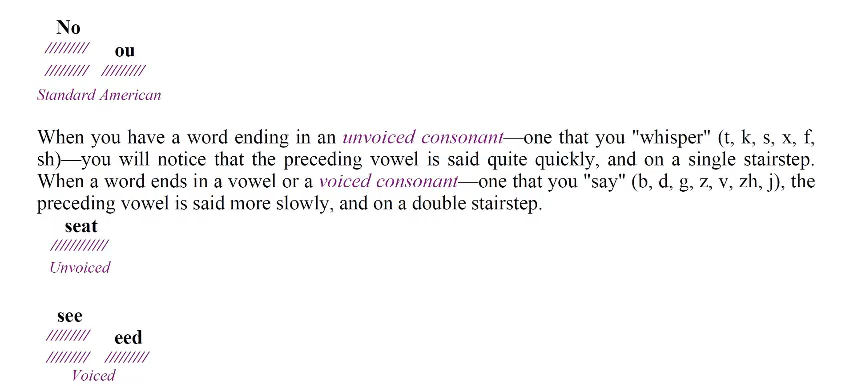 No
///////// ou
///////// /////////
Standard American
When you have a word ending in an unvoiced consonant—one that you "whisper" (t, k, s, x, f,
sh)—you will notice that the preceding vowel is said quite quickly, and on a single stairstep.
When a word ends in a vowel or a voiced consonant—one that you "say" (b, d, g, z, v, zh, j), the
preceding vowel is said more slowly, and on a double stairstep.
seat
////////////
Unvoiced
see
///////// eed
///////// /////////
Voiced